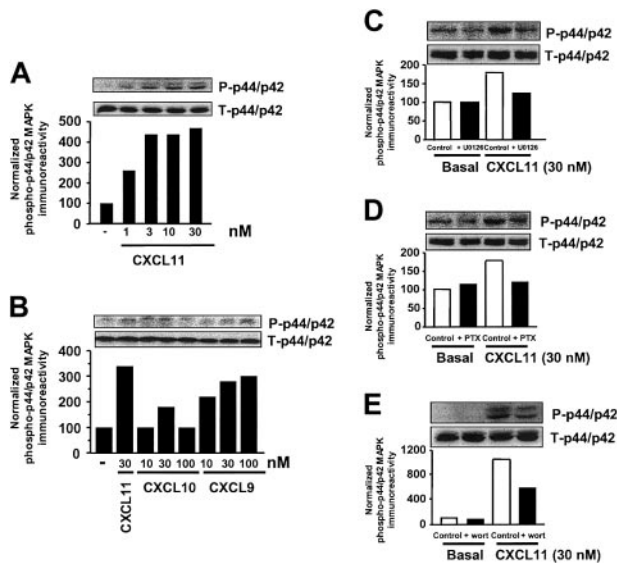 A
P-p44/p42
T-p44/p42
Normalized
phospho-p44/p42 MAPK
immunoreactivity
500
400
300
200
100
0
- 1 3 10 30 nM
CXCL11
B
P-p44/p42
T-p44/p42
Normalized
phospho-p44/p42 MAPK
immunoreactivity
400
300
200
100
0
- 30 10 30 100 10 30 100 nM
CXCL11 CXCL10 CXCL9
C
P-p44/p42
T-p44/p42
Normalized
phospho-p44/p42 MAPK
immunoreactivity
200
150
100
50
0
Control + U0126 Control + U0126
Basal CXCL11 (30 nM)
D
P-p44/p42
T-p44/p42
Normalized
phospho-p44/p42 MAPK
immunoreactivity
200
150
100
50
0
Control + PTX Control + PTX
Basal CXCL11 (30 nM)
E
P-p44/p42
T-p44/p42
Normalized
phospho-p44/p42 MAPK
immunoreactivity
1200
800
400
0
Control + wort Control + wort
Basal CXCL11 (30 nM)